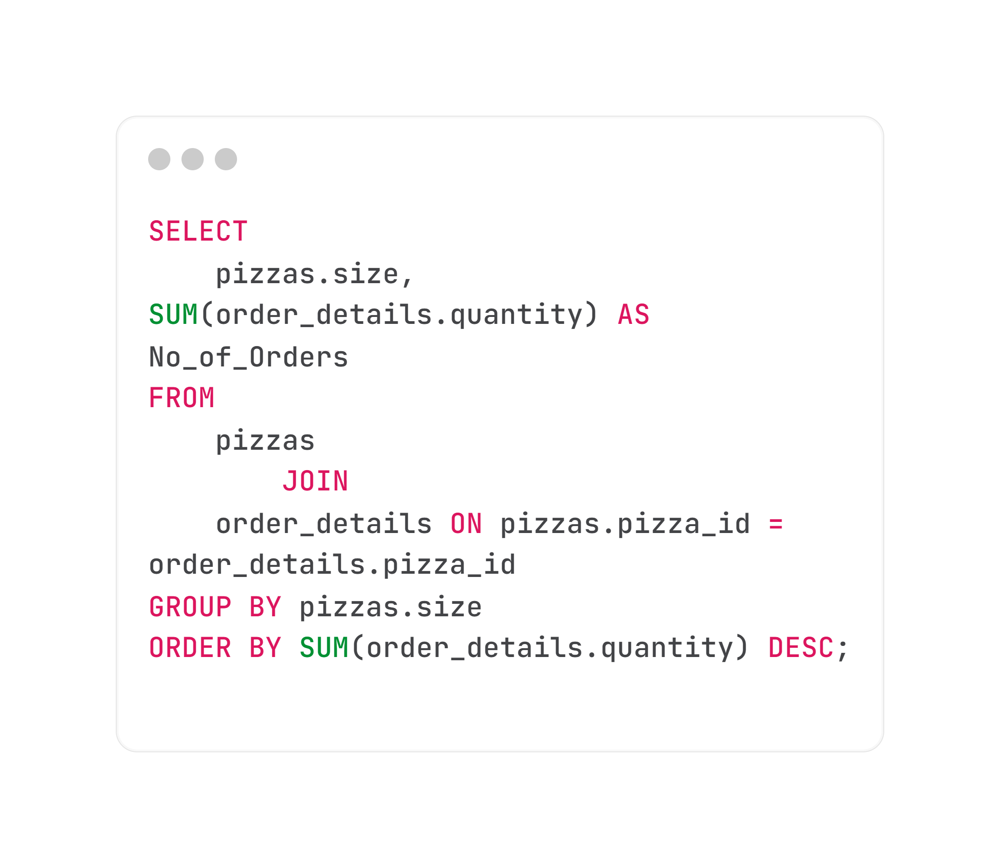 SELECT
    pizzas.size,
SUM(order_details.quantity) AS
No_of_Orders
FROM
    pizzas
        JOIN
    order_details ON pizzas.pizza_id =
order_details.pizza_id
GROUP BY pizzas.size
ORDER BY SUM(order_details.quantity) DESC;